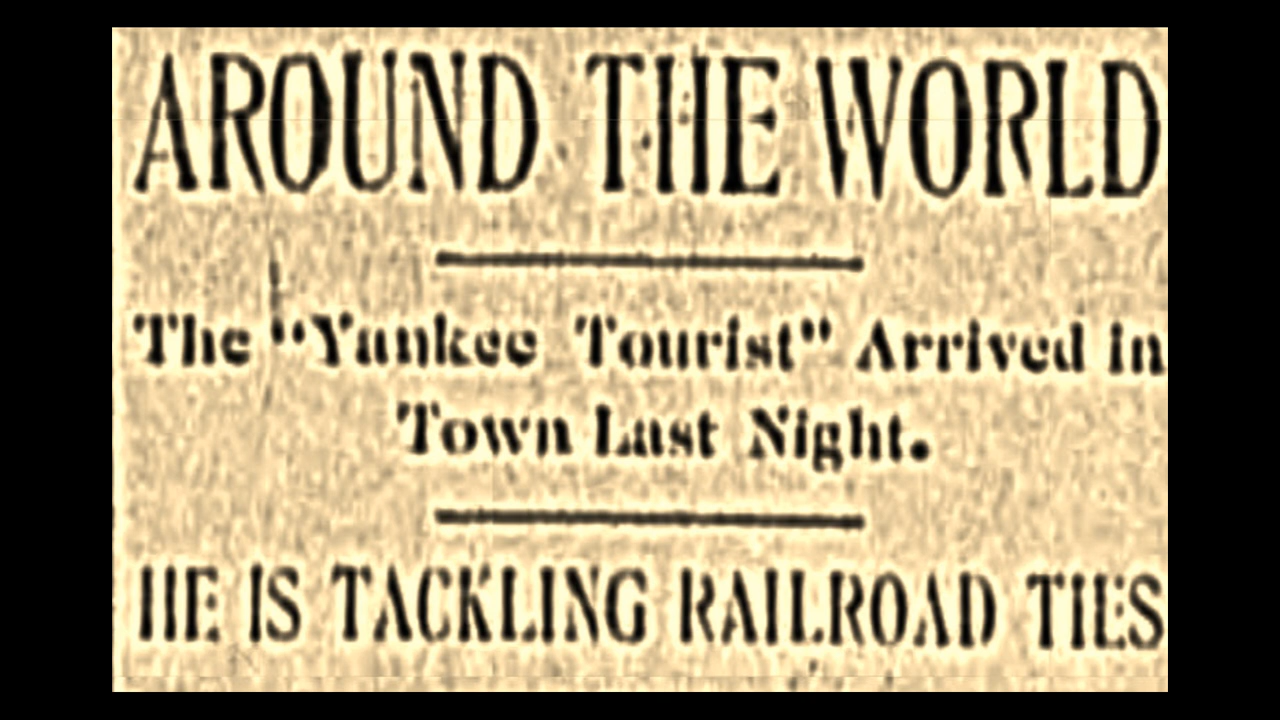 AROUND THE WORLD
The "Yankee Tourist" Arrived in
Town Last Night.
HE IS TACKLING RAILROAD TIES